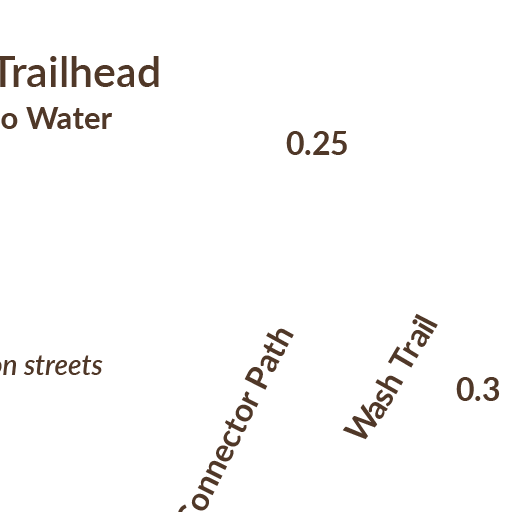 Trailhead
o Water
0.25
on streets
Connector Path
Wash Trail
0.3